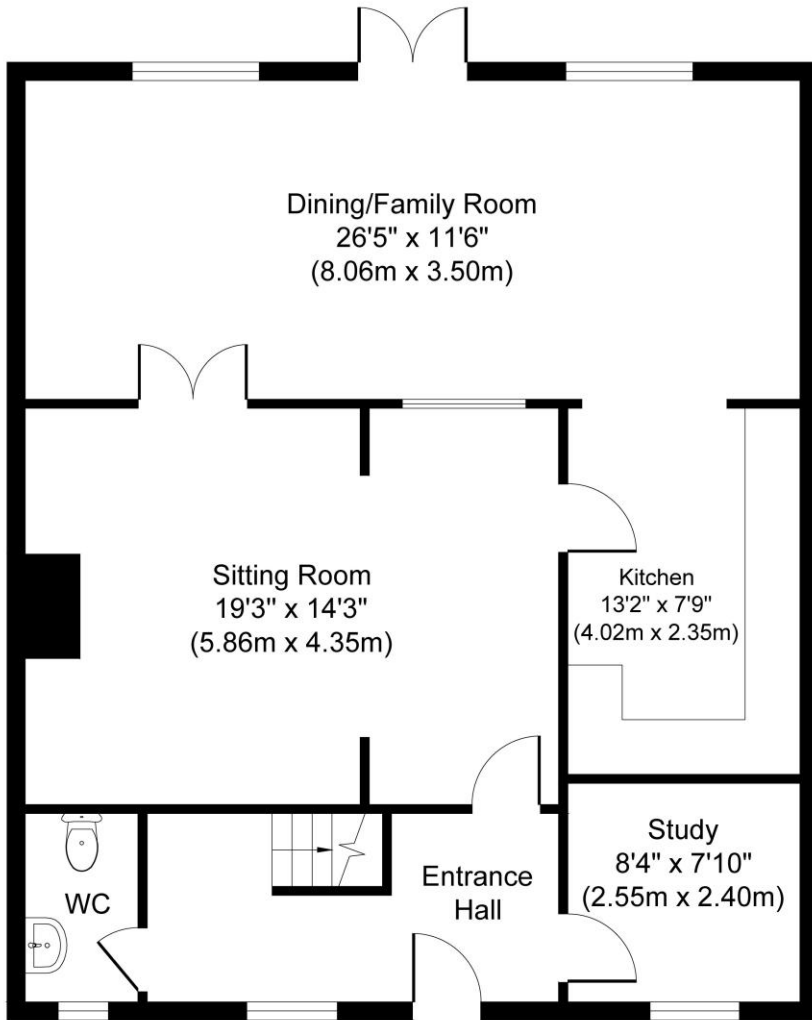 Dining/Family Room
26'5" x 11'6"
(8.06m x 3.50m)
Sitting Room
19'3" x 14'3"
(5.86m x 4.35m)
Kitchen
13'2" x 7'9"
(4.02m x 2.35m)
WC
Entrance
Hall
Study
8'4" x 7'10"
(2.55m x 2.40m)